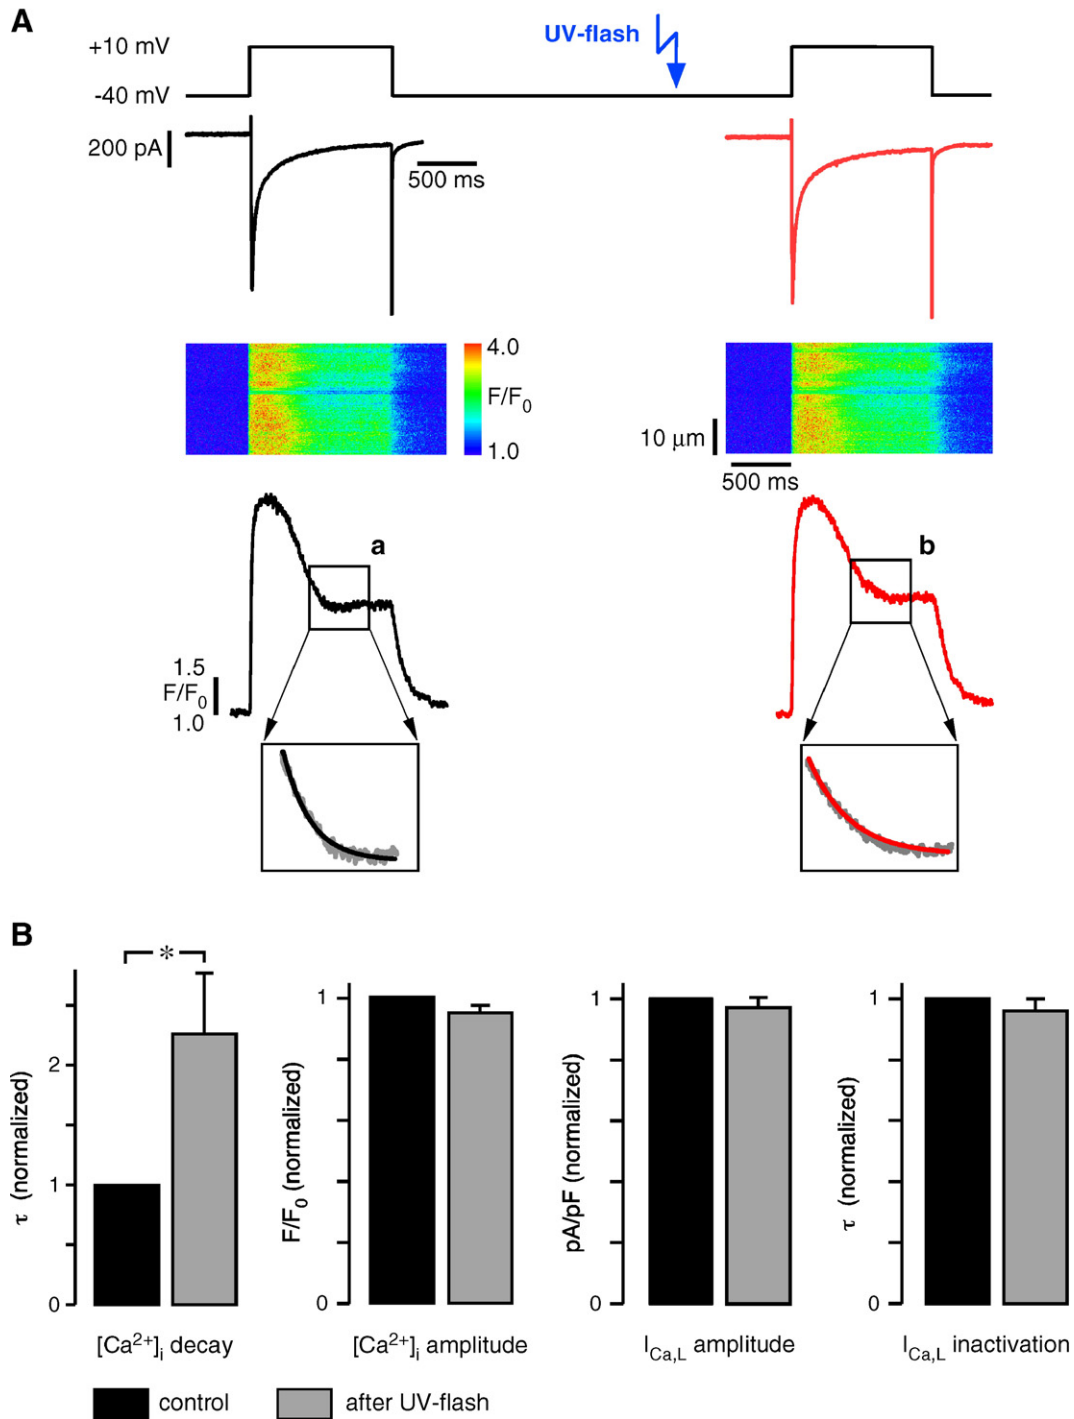 A
+10 mV
UV-flash
-40 mV
200 pA
500 ms
4.0
F/F0
1.0
10 µm
500 ms
a
b
1.5
F/F0
1.0
B
*
τ (normalized)
2
1
0
[Ca2+]i decay
F/F0 (normalized)
1
0
[Ca2+]i amplitude
pA/pF (normalized)
1
0
ICa,L amplitude
τ (normalized)
1
0
ICa,L inactivation
control
after UV-flash